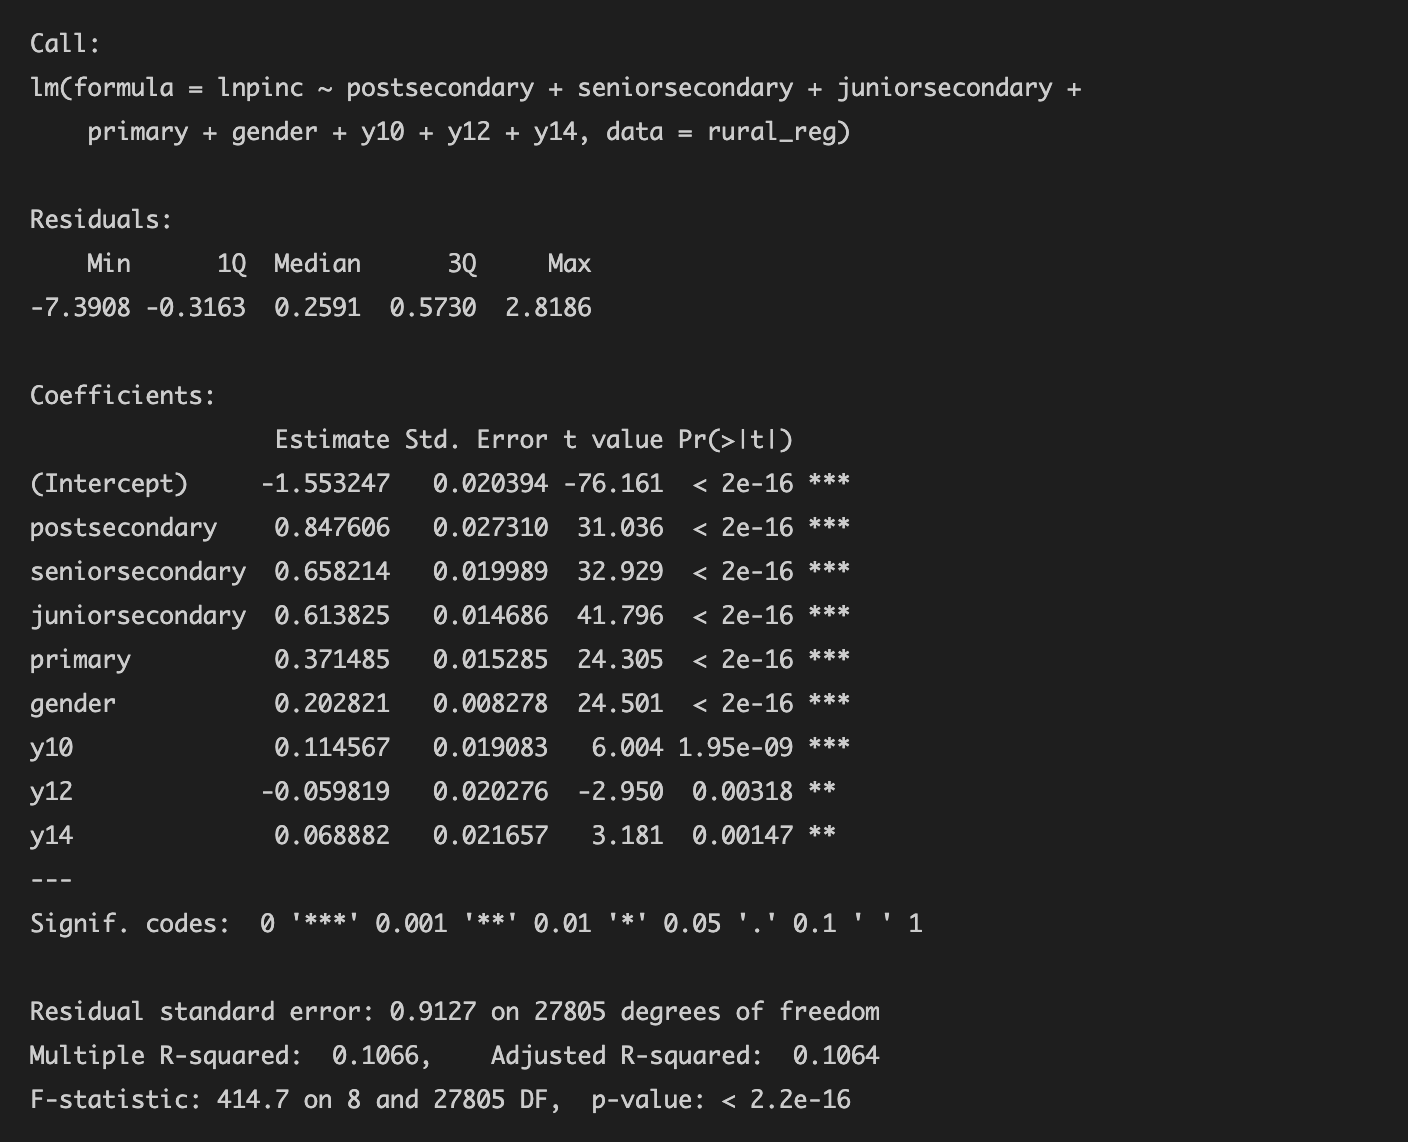 Call:
lm(formula = lnpinc ~ postsecondary + seniorsecondary + juniorsecondary +
    primary + gender + y10 + y12 + y14, data = rural_reg)

Residuals:
    Min      1Q  Median      3Q     Max
-7.3908 -0.3163  0.2591  0.5730  2.8186

Coefficients:
                 Estimate Std. Error t value Pr(>|t|)
(Intercept)     -1.553247   0.020394 -76.161  < 2e-16 ***
postsecondary    0.847606   0.027310  31.036  < 2e-16 ***
seniorsecondary  0.658214   0.019989  32.929  < 2e-16 ***
juniorsecondary  0.613825   0.014686  41.796  < 2e-16 ***
primary          0.371485   0.015285  24.305  < 2e-16 ***
gender           0.202821   0.008278  24.501  < 2e-16 ***
y10              0.114567   0.019083   6.004 1.95e-09 ***
y12             -0.059819   0.020276  -2.950  0.00318 **
y14              0.068882   0.021657   3.181  0.00147 **
---
Signif. codes:  0 '***' 0.001 '**' 0.01 '*' 0.05 '.' 0.1 ' ' 1

Residual standard error: 0.9127 on 27805 degrees of freedom
Multiple R-squared:  0.1066,    Adjusted R-squared:  0.1064
F-statistic: 414.7 on 8 and 27805 DF,  p-value: < 2.2e-16